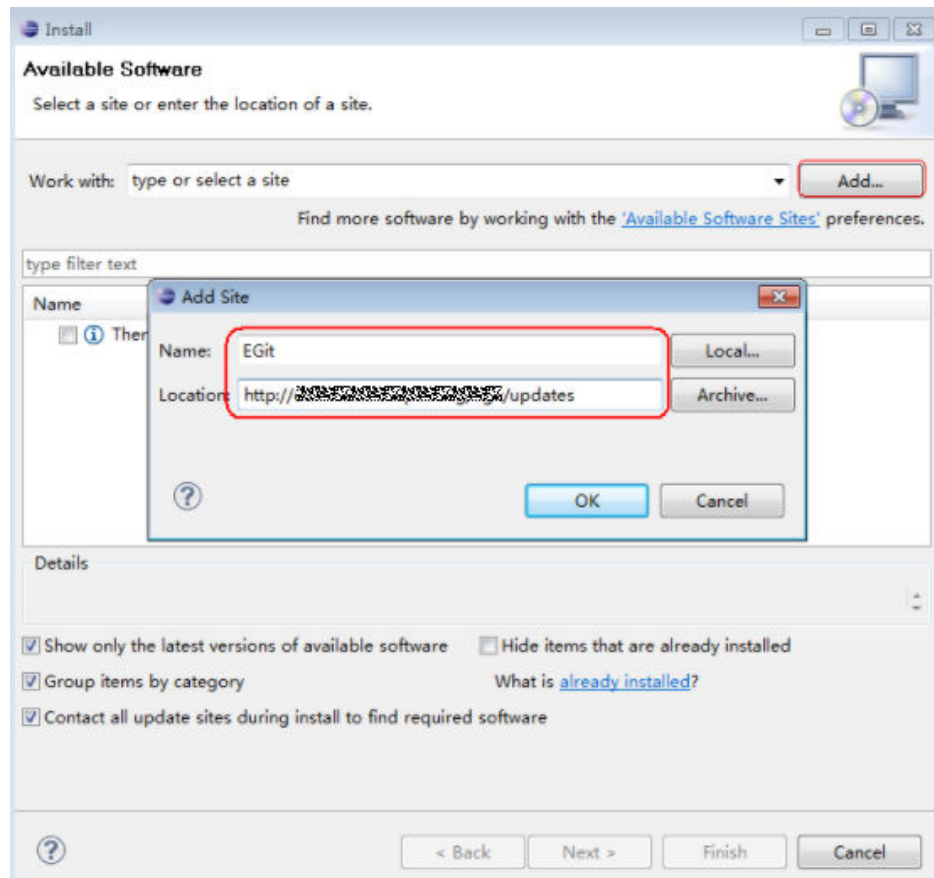 Install
Available Software
Select a site or enter the location of a site.
Work with: type or select a site Add...
Find more software by working with the 'Available Software Sites' preferences.
type filter text
Name
Add Site
Name: EGit Local...
Location: http:// /updates Archive...
? OK Cancel
Details
Show only the latest versions of available software Hide items that are already installed
Group items by category What is already installed?
Contact all update sites during install to find required software
? < Back Next > Finish Cancel